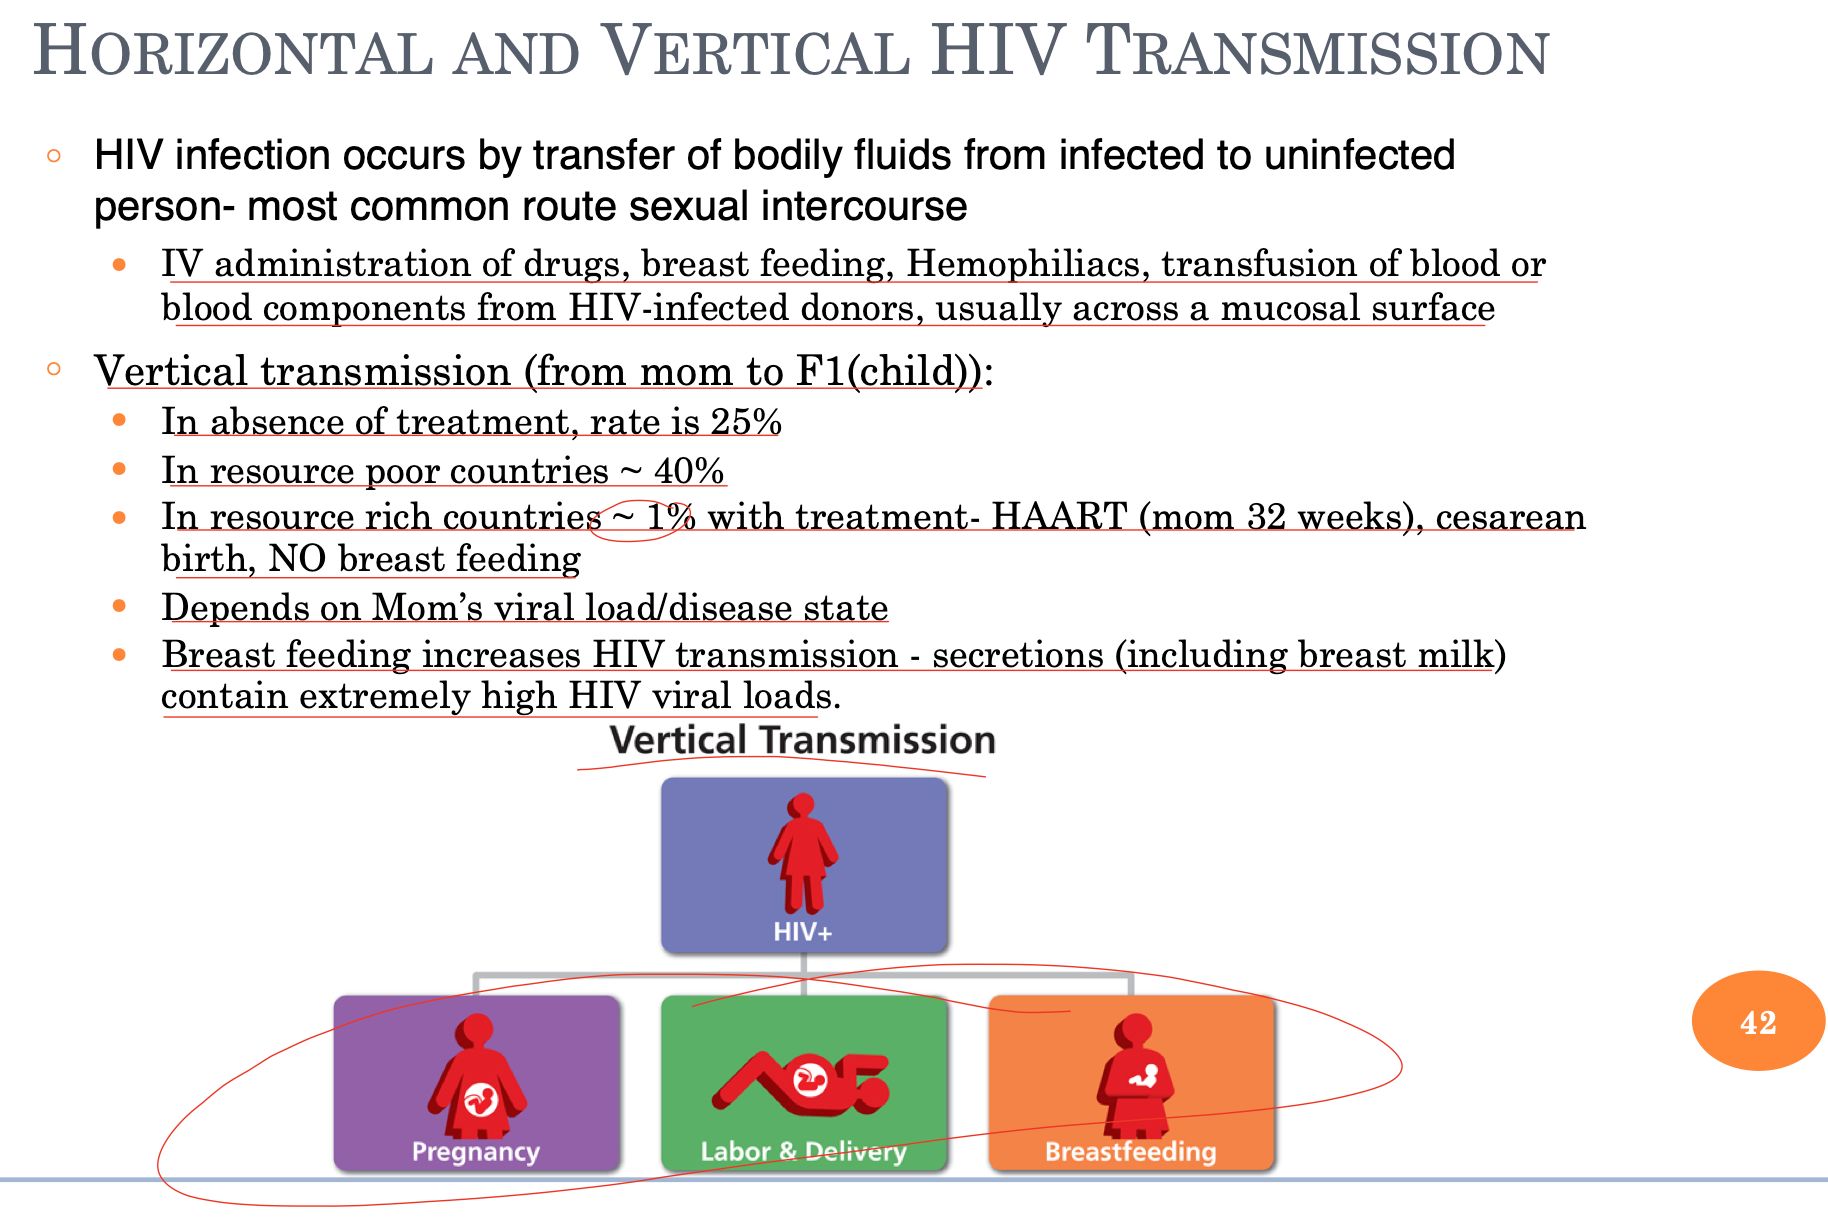 HORIZONTAL AND VERTICAL HIV TRANSMISSION
HIV infection occurs by transfer of bodily fluids from infected to uninfected
person- most common route sexual intercourse
IV administration of drugs, breast feeding, Hemophiliacs, transfusion of blood or
blood components from HIV-infected donors, usually across a mucosal surface
Vertical transmission (from mom to F1(child)):
In absence of treatment, rate is 25%
In resource poor countries ~ 40%
In resource rich countries ~ 1% with treatment- HAART (mom 32 weeks), cesarean
birth, NO breast feeding
Depends on Mom’s viral load/disease state
Breast feeding increases HIV transmission - secretions (including breast milk)
contain extremely high HIV viral loads.
Vertical Transmission
HIV+
Pregnancy
Labor & Delivery
Breastfeeding
42